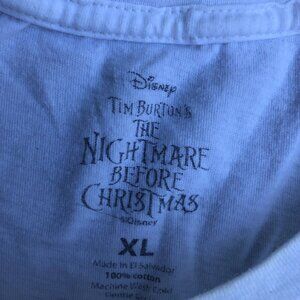 Disney
TIM BURTON'S
THE
NIGHTMARE
BEFORE
CHRISTMAS
©Disney
XL
Made in El Salvador
100% cotton
Machine Wash Cold